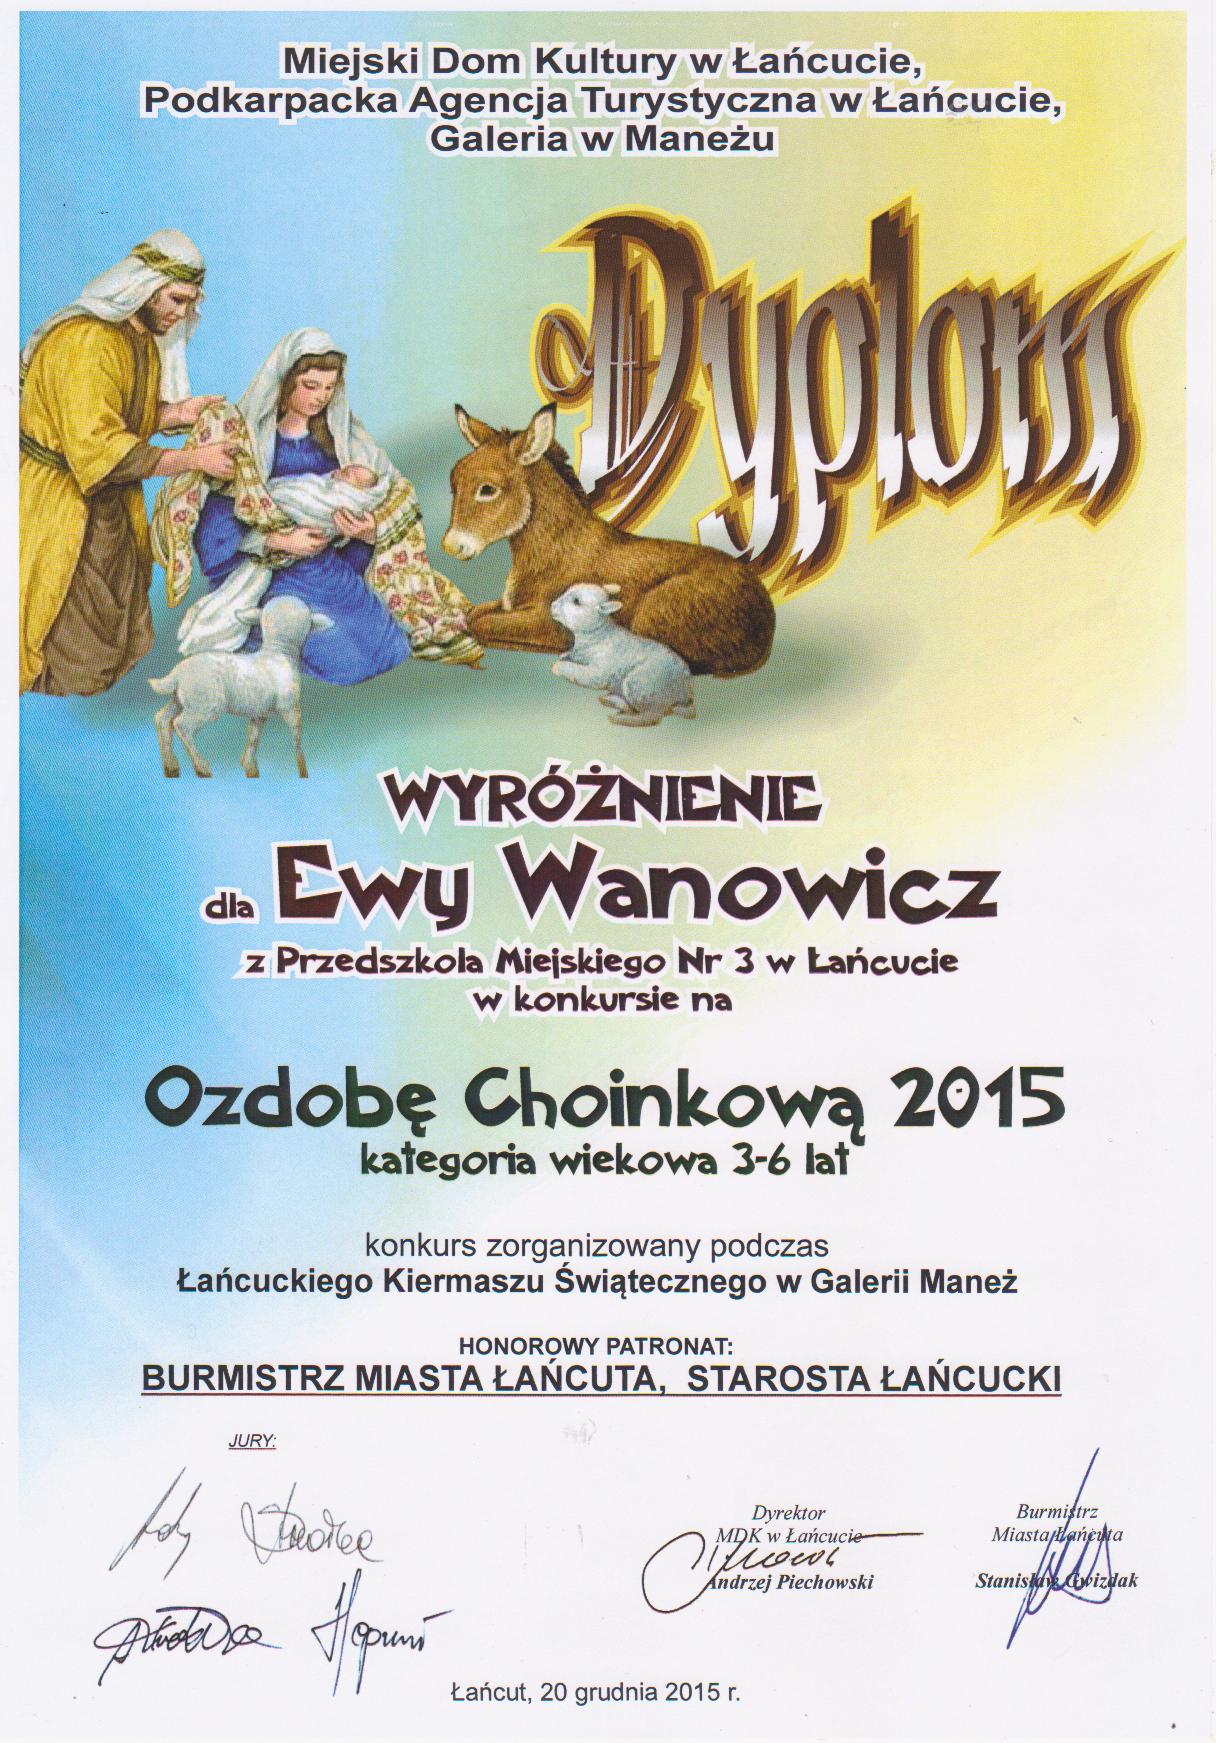 Miejski Dom Kultury w Łańcucie,
Podkarpacka Agencja Turystyczna w Łańcucie,
Galeria w Maneżu
Dyplom
WYRÓŻNIENIE
dla Ewy Wanowicz
z Przedszkola Miejskiego Nr 3 w Łańcucie
w konkursie na
Ozdobę Choinkową 2015
kategoria wiekowa 3-6 lat
konkurs zorganizowany podczas
Łańcuckiego Kiermaszu Świątecznego w Galerii Maneż
HONOROWY PATRONAT:
BURMISTRZ MIASTA ŁAŃCUTA, STAROSTA ŁAŃCUCKI
JURY:
Dyrektor
MDK w Łańcucie
Andrzej Piechowski
Burmistrz
Miasta Łańcuta
Stanisław Gwizdak
Łańcut, 20 grudnia 2015 r.